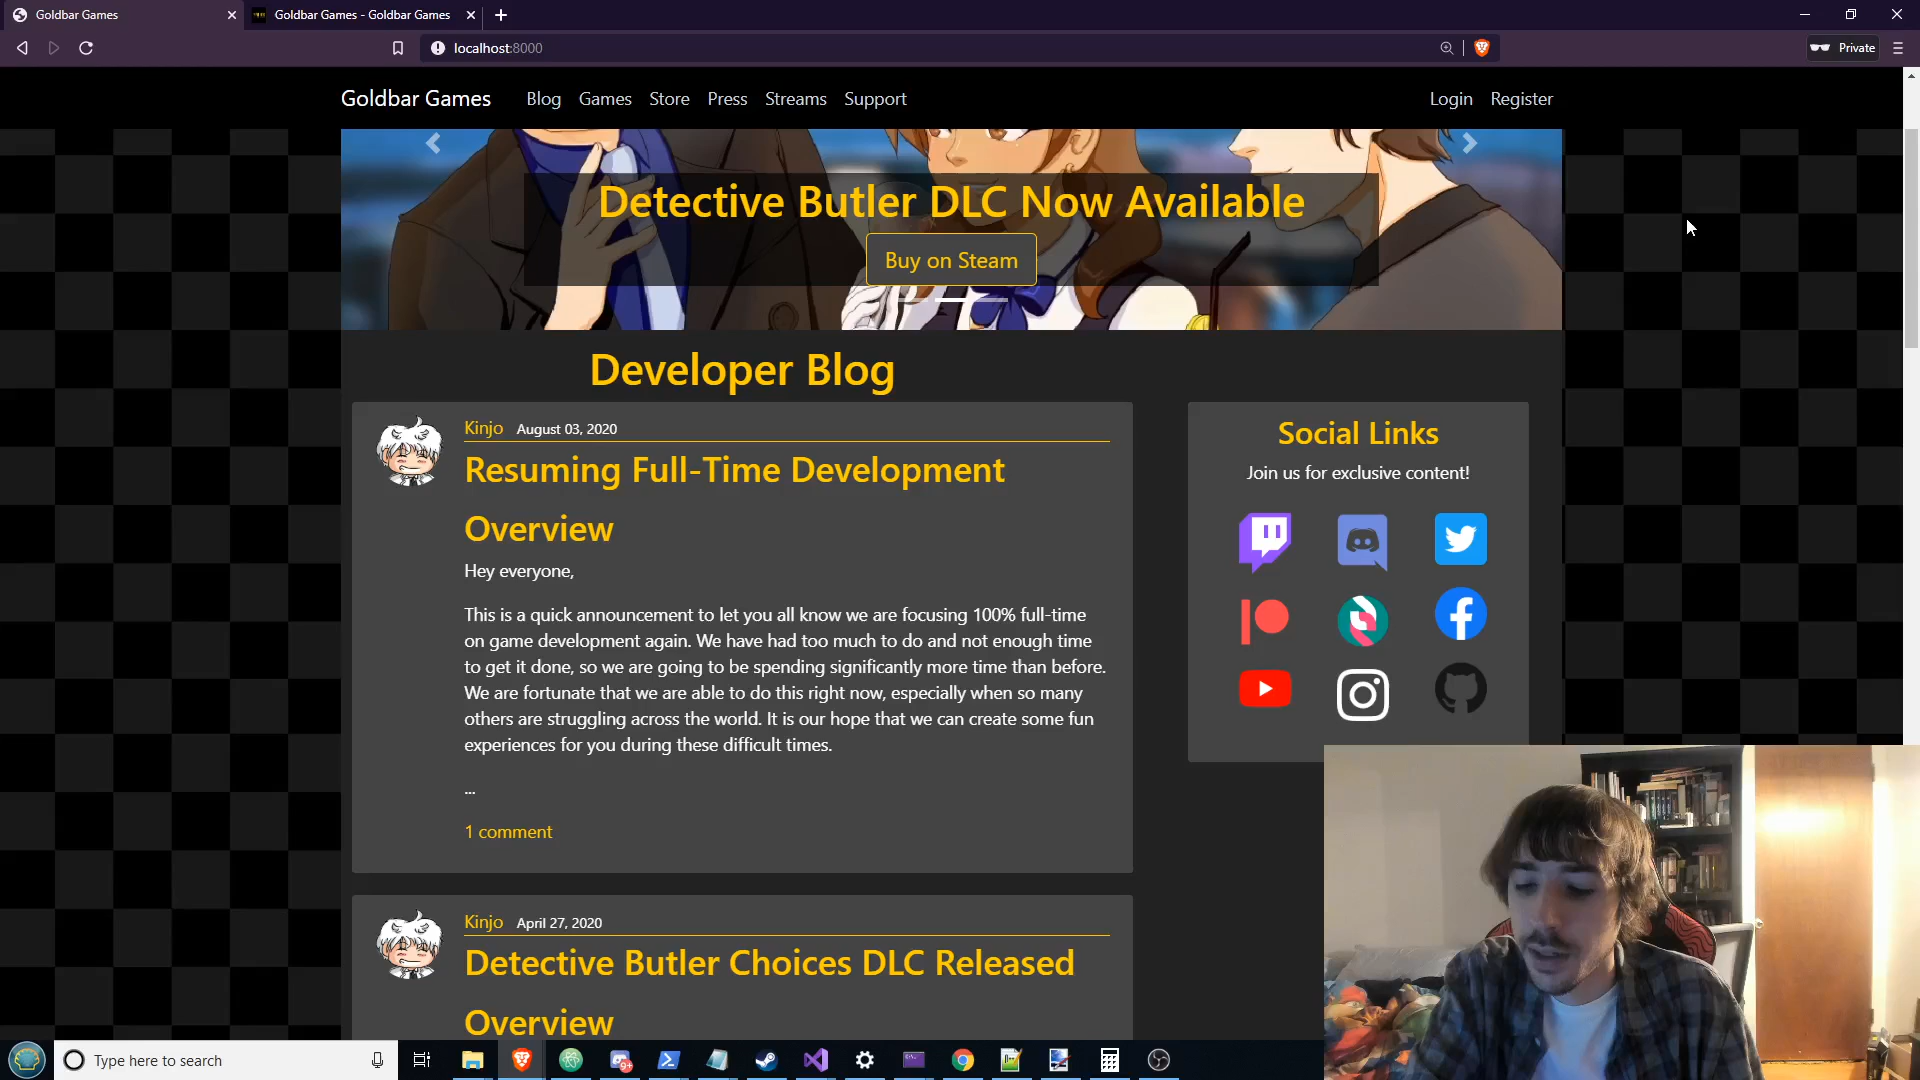 Goldbar Games
Goldbar Games - Goldbar Games
localhost:8000
Private
Goldbar Games
Blog
Games
Store
Press
Streams
Support
Login
Register
Detective Butler DLC Now Available
Buy on Steam
Developer Blog
Kinjo August 03, 2020
Resuming Full-Time Development
Overview
Hey everyone,
This is a quick announcement to let you all know we are focusing 100% full-time
on game development again. We have had too much to do and not enough time
to get it done, so we are going to be spending significantly more time than before.
We are fortunate that we are able to do this right now, especially when so many
others are struggling across the world. It is our hope that we can create some fun
experiences for you during these difficult times.
...
1 comment
Social Links
Join us for exclusive content!
Kinjo April 27, 2020
Detective Butler Choices DLC Released
Overview
Type here to search